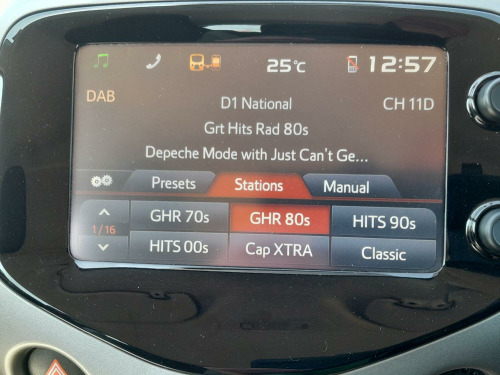 25°C 12:57
DAB D1 National CH 11D
Grt Hits Rad 80s
Depeche Mode with Just Can't Ge...
Presets Stations Manual
GHR 70s GHR 80s HITS 90s
1/16
HITS 00s Cap XTRA Classic